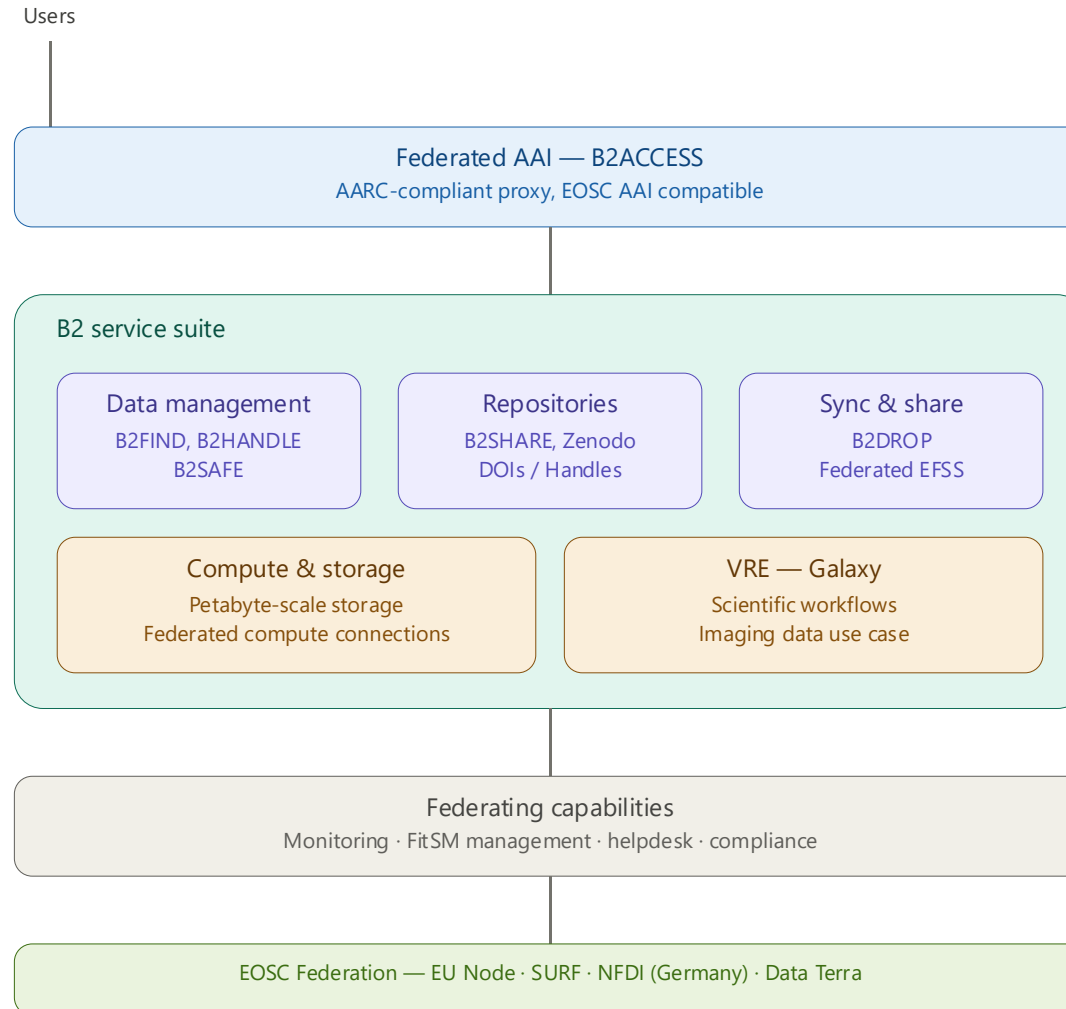 Users
Federated AAI — B2ACCESS
AARC-compliant proxy, EOSC AAI compatible
B2 service suite
Data management
B2FIND, B2HANDLE
B2SAFE
Repositories
B2SHARE, Zenodo
DOIs / Handles
Sync & share
B2DROP
Federated EFSS
Compute & storage
Petabyte-scale storage
Federated compute connections
VRE — Galaxy
Scientific workflows
Imaging data use case
Federating capabilities
Monitoring · FitSM management · helpdesk · compliance
EOSC Federation — EU Node · SURF · NFDI (Germany) · Data Terra